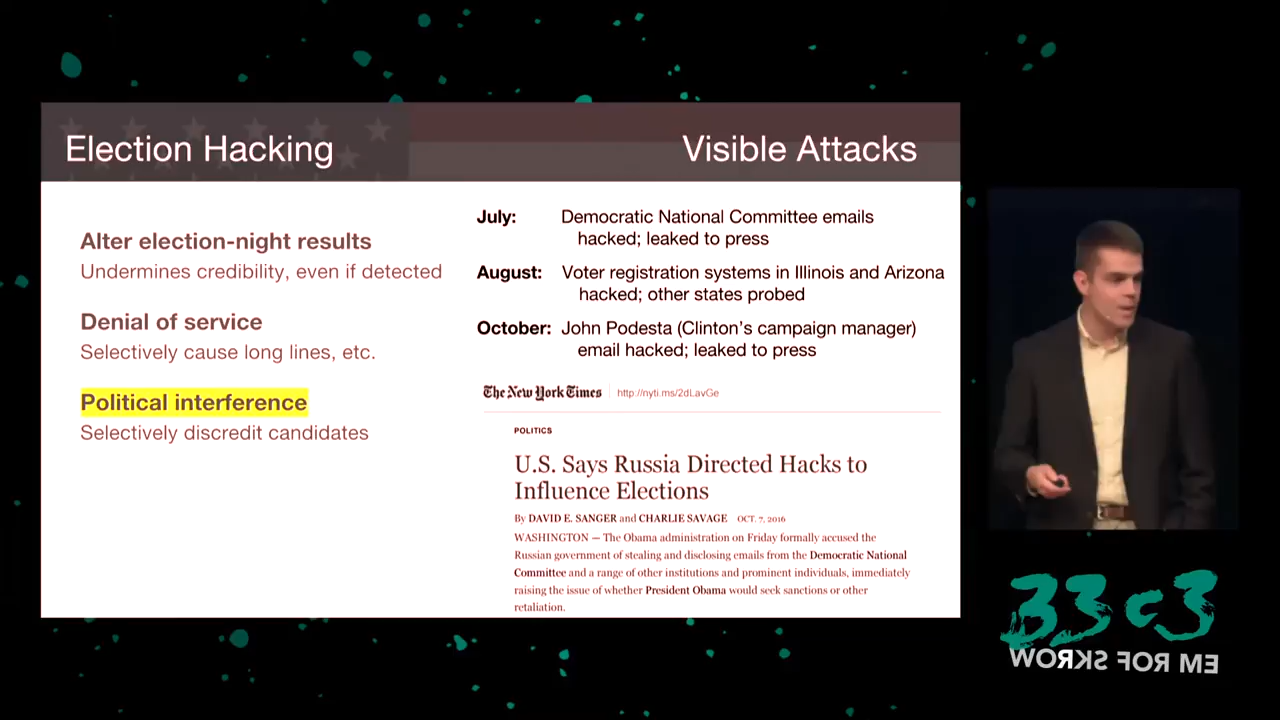 Election Hacking
Visible Attacks
Alter election-night results
Undermines credibility, even if detected
Denial of service
Selectively cause long lines, etc.
Political interference
Selectively discredit candidates
July: Democratic National Committee emails
hacked; leaked to press
August: Voter registration systems in Illinois and Arizona
hacked; other states probed
October: John Podesta (Clinton's campaign manager)
email hacked; leaked to press
The New York Times http://nyti.ms/2dLavGe
POLITICS
U.S. Says Russia Directed Hacks to
Influence Elections
By DAVID E. SANGER and CHARLIE SAVAGE OCT. 7, 2016
WASHINGTON — The Obama administration on Friday formally accused the
Russian government of stealing and disclosing emails from the Democratic National
Committee and a range of other institutions and prominent individuals, immediately
raising the issue of whether President Obama would seek sanctions or other
retaliation.
33c3
WORKS FOR ME